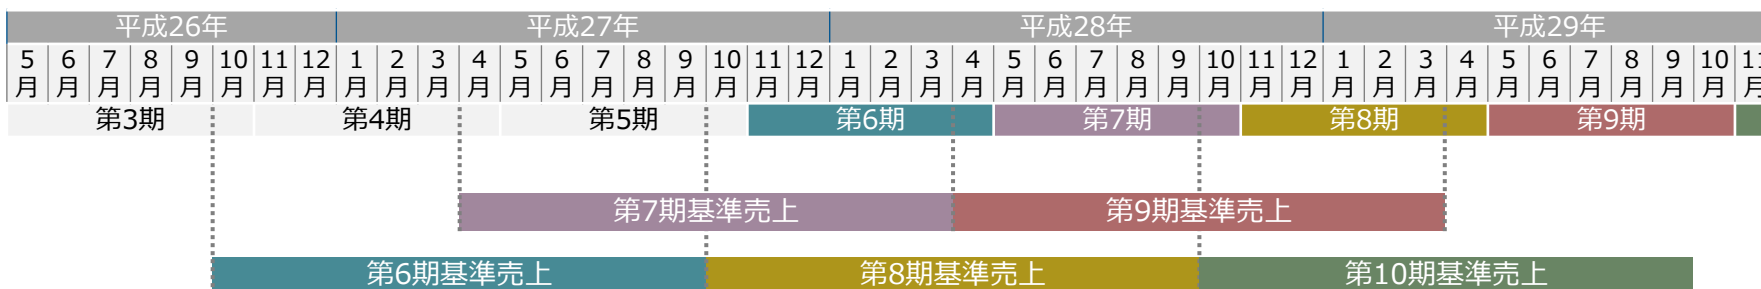 平成26年 平成27年 平成28年 平成29年
5月 6月 7月 8月 9月 10月 11月 12月 1月 2月 3月 4月 5月 6月 7月 8月 9月 10月 11月 12月 1月 2月 3月 4月 5月 6月 7月 8月 9月 10月 11月 12月 1月 2月 3月 4月 5月 6月 7月 8月 9月 10月 11月
第3期 第4期 第5期 第6期 第7期 第8期 第9期
第7期基準売上 第9期基準売上
第6期基準売上 第8期基準売上 第10期基準売上